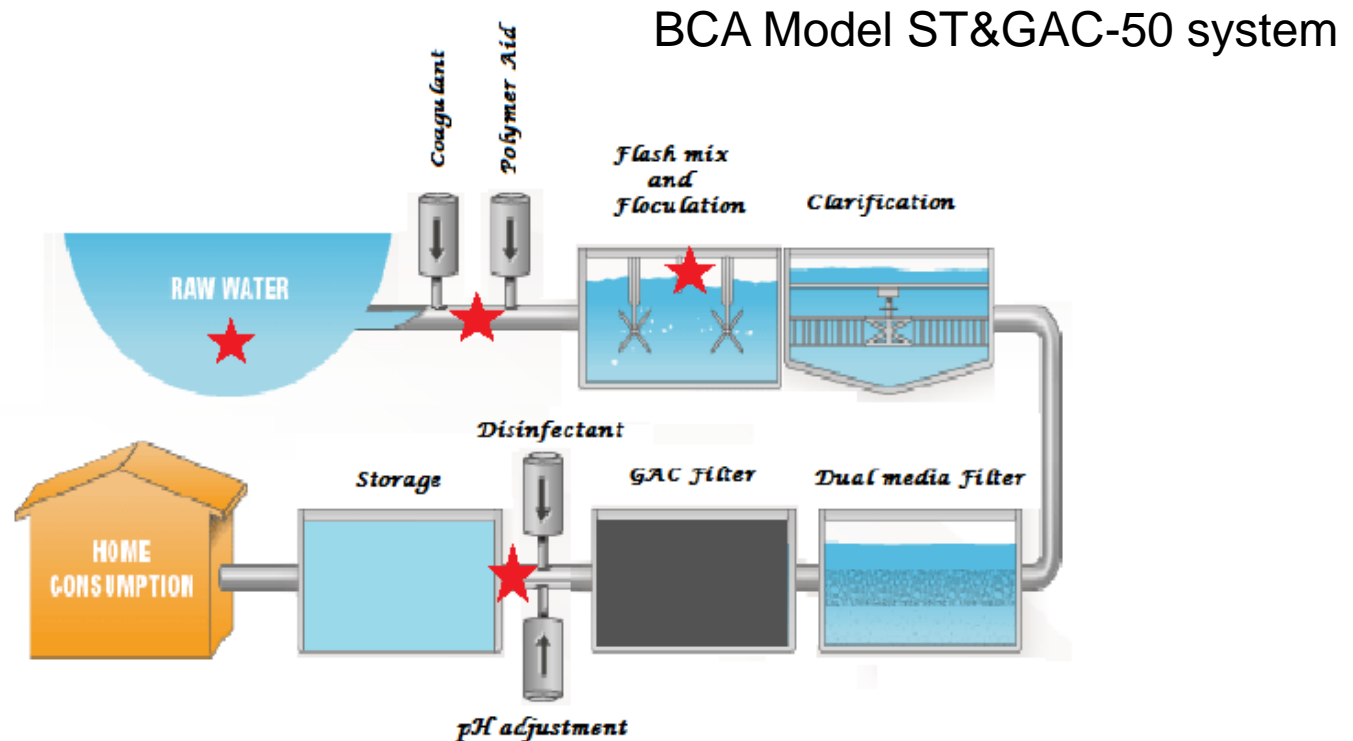 BCA Model ST&GAC-50 system
Coagulant
Polymer Aid
Flash mix
and
Floculation
Clarification
RAW WATER
Disinfectant
Storage
GAC Filter
Dual media Filter
HOME
CONSUMPTION
pH adjustment